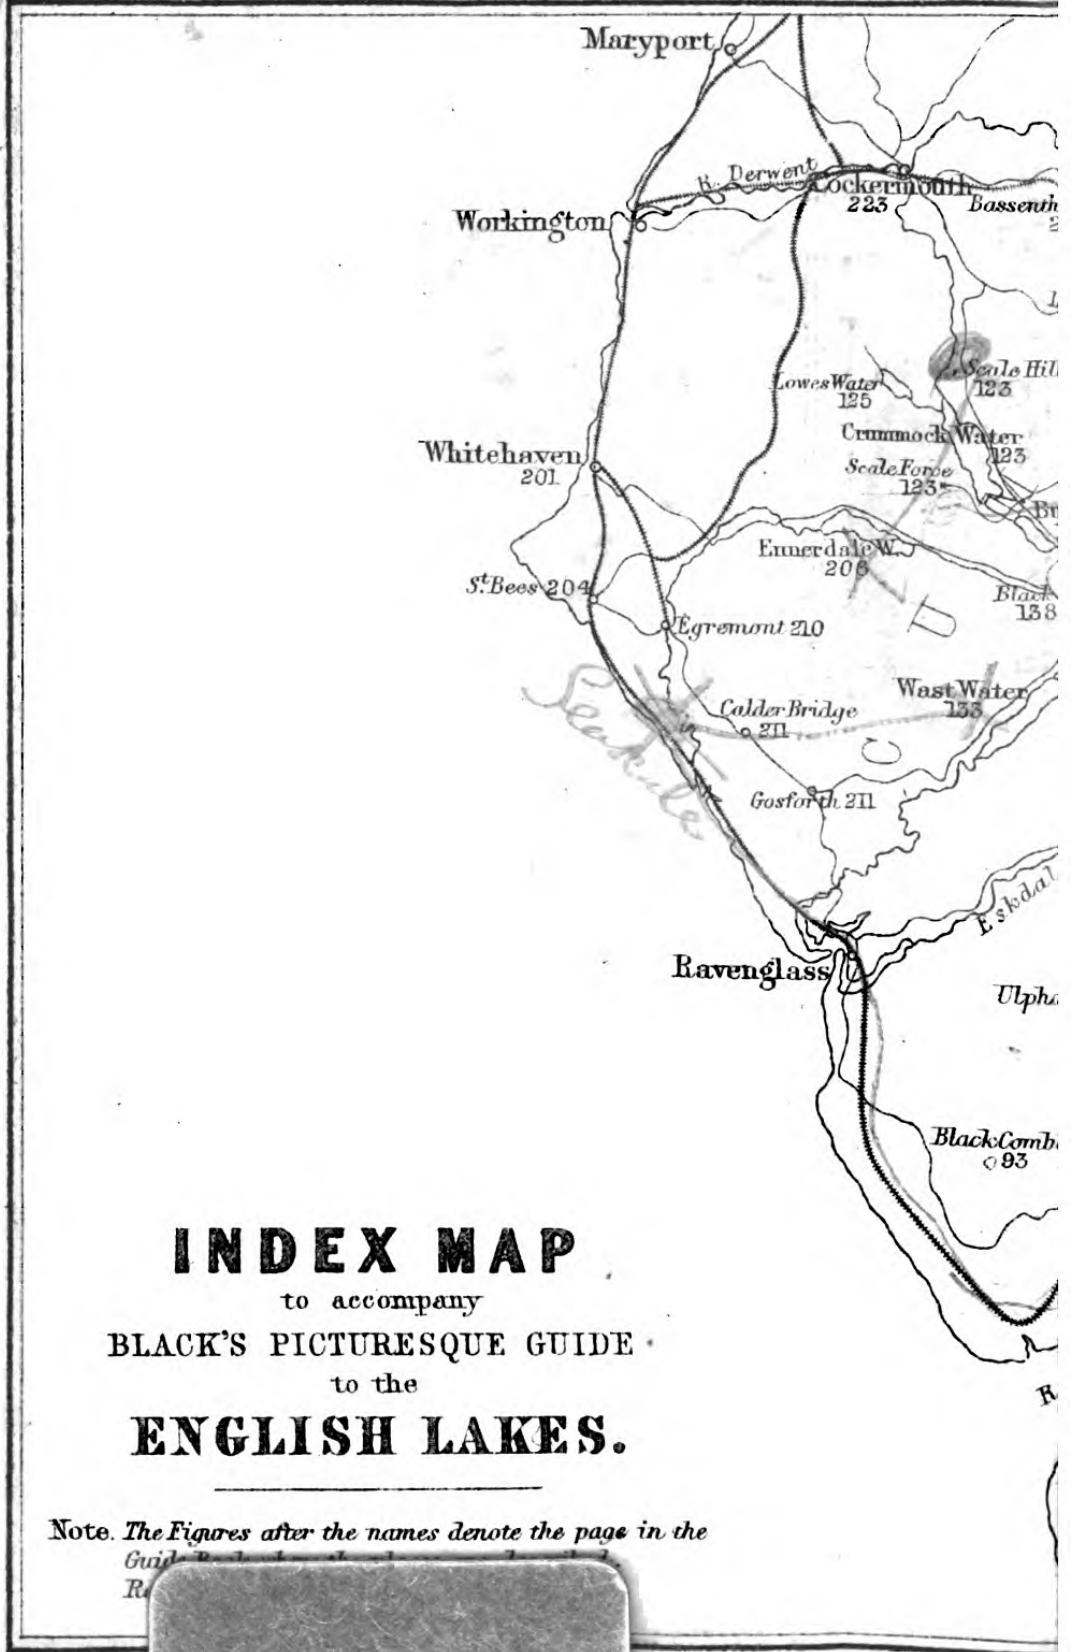 Maryport
R. Derwent
Cockermouth
223
Bassenth
Workington
Scale Hil
123
Lowes Water
125
Crummock Water
123
Whitehaven
201
Scale Force
123
Bu
Ennerdale W.
206
St. Bees 204
Black
138
U
Egremont 210
Wast Water
133
Calder Bridge
211
C
Gosforth 211
Eskdal
Ravenglass
Ulpha
Black Comb
93
INDEX MAP
to accompany
BLACK'S PICTURESQUE GUIDE
to the
ENGLISH LAKES.
R
Note. The Figures after the names denote the page in the